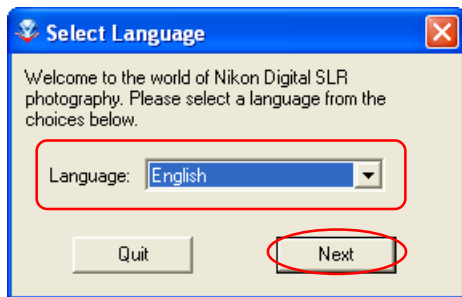 Select Language
Welcome to the world of Nikon Digital SLR
photography. Please select a language from the
choices below.
Language: English
Quit Next